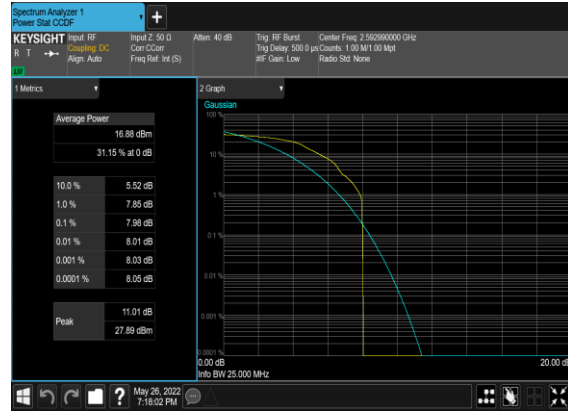 Spectrum Analyzer 1
Power Stat CCDF
KEYSIGHT
R T
LXI
Input: RF
Coupling: DC
Align: Auto
Input Z: 50 Ω
Corr CCorr
Freq Ref: Int (S)
Atten: 40 dB
Trig: RF Burst
Trig Delay: 500.0 µs
#IF Gain: Low
Center Freq: 2.592990000 GHz
Counts: 1.00 M/1.00 Mpt
Radio Std: None
1 Metrics
Average Power
16.88 dBm
31.15 % at 0 dB
10.0 % 5.52 dB
1.0 % 7.85 dB
0.1 % 7.98 dB
0.01 % 8.01 dB
0.001 % 8.03 dB
0.0001 % 8.05 dB
Peak
11.01 dB
27.89 dBm
2 Graph
Gaussian
100 %
10 %
1 %
0.1 %
0.01 %
0.001 %
0.0001 %
0.00 dB
20.00 dB
Info BW 25.000 MHz
?
May 26, 2022
7:18:02 PM